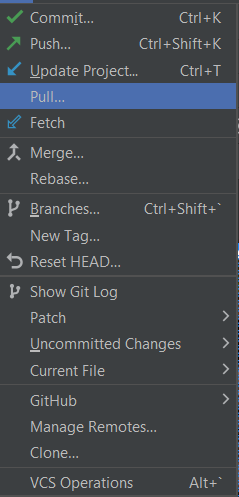 Commit... Ctrl+K
Push... Ctrl+Shift+K
Update Project... Ctrl+T
Pull...
Fetch
Merge...
Rebase...
Branches... Ctrl+Shift+`
New Tag...
Reset HEAD...
Show Git Log
Patch
Uncommitted Changes
Current File
GitHub
Manage Remotes...
Clone...
VCS Operations Alt+`